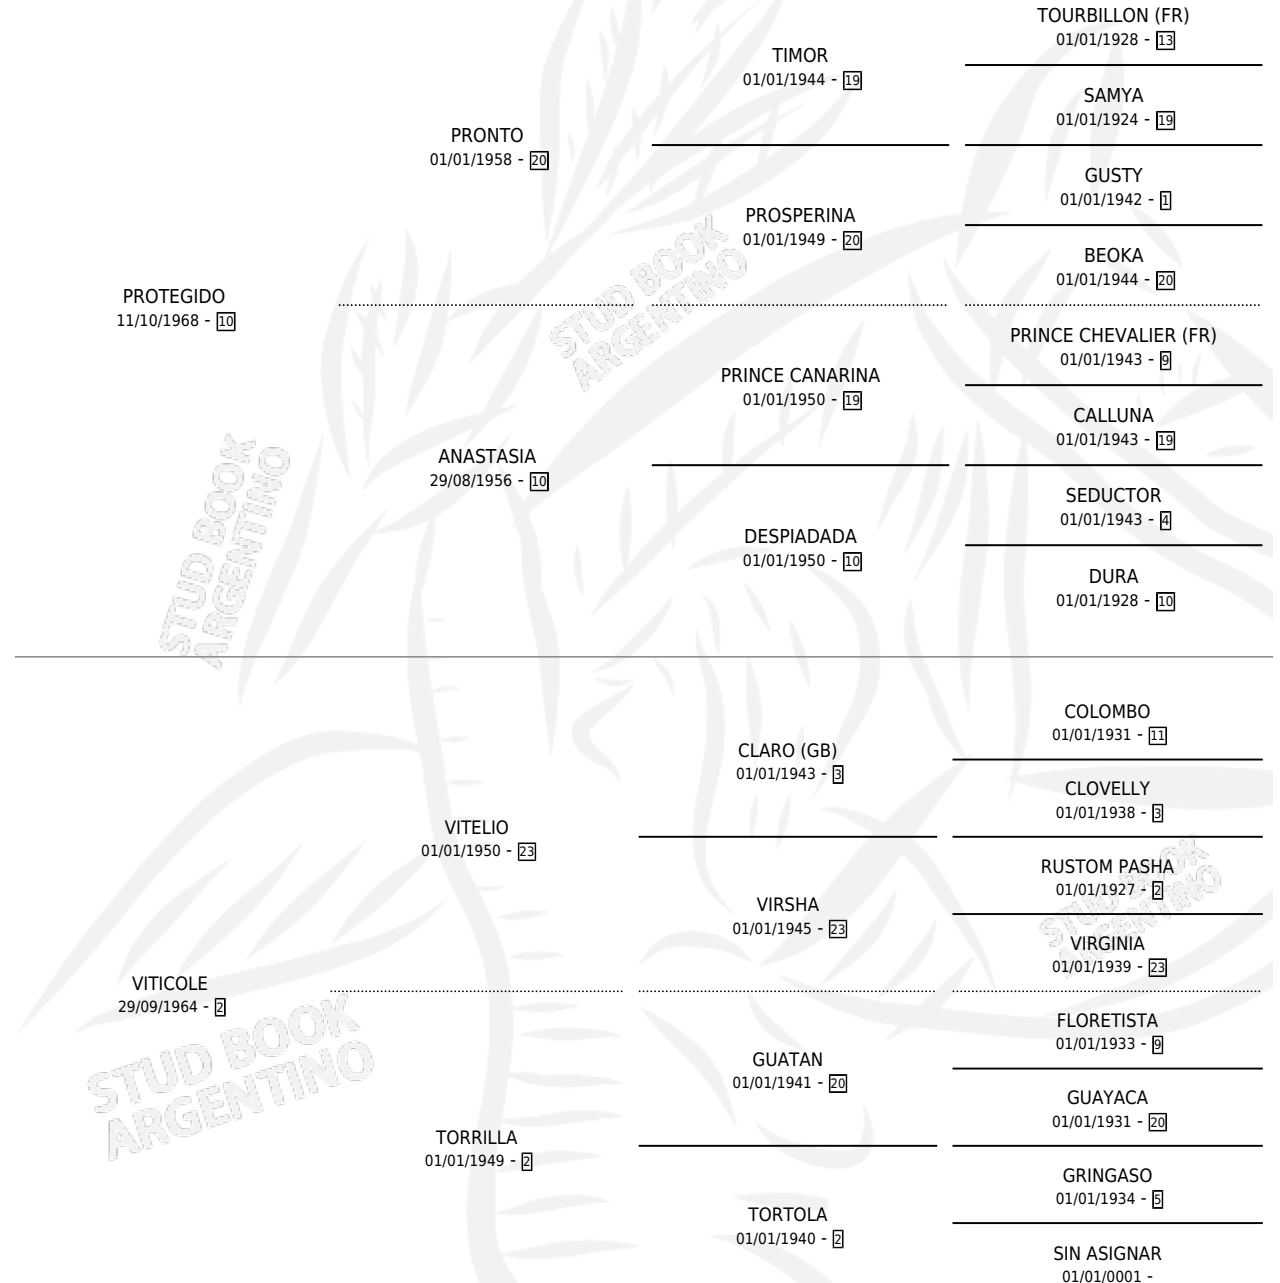 TOURBILLON (FR)
01/01/1928 - 13
TIMOR
01/01/1944 - 19
SAMYA
01/01/1924 - 19
PRONTO
01/01/1958 - 20
GUSTY
01/01/1942 - 1
PROSPERINA
01/01/1949 - 20
BEOKA
01/01/1944 - 20
PROTEGIDO
11/10/1968 - 10
STUD BOOK
ARGENTINO
PRINCE CHEVALIER (FR)
01/01/1943 - 9
PRINCE CANARINA
01/01/1950 - 19
CALLUNA
01/01/1943 - 19
ANASTASIA
29/08/1956 - 10
SEDUCTOR
01/01/1943 - 4
DESPIADADA
01/01/1950 - 10
DURA
01/01/1928 - 10
STUD BOOK
ARGENTINO
COLOMBO
01/01/1931 - 11
CLARO (GB)
01/01/1943 - 3
CLOVELLY
01/01/1938 - 3
VITELIO
01/01/1950 - 23
RUSTOM PASHA
01/01/1927 - 2
VIRSHA
01/01/1945 - 23
VIRGINIA
01/01/1939 - 23
STUD BOOK
ARGENTINO
VITICOLE
29/09/1964 - 2
FLORETISTA
01/01/1933 - 9
GUATAN
01/01/1941 - 20
GUAYACA
01/01/1931 - 20
STUD BOOK
ARGENTINO
TORRILLA
01/01/1949 - 2
GRINGASO
01/01/1934 - 5
TORTOLA
01/01/1940 - 2
SIN ASIGNAR
01/01/0001 -